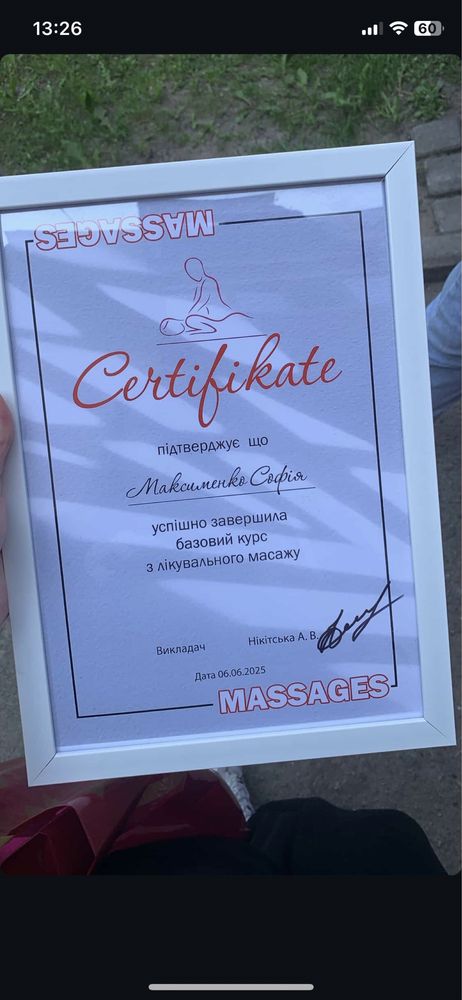 13:26
60
MASSAGES
Certifikate
підтверджує що
Максименко Софія
успішно завершила
базовий курс
з лікувального масажу
Викладач Нікітська А. В.
Дата 06.06.2025
MASSAGES